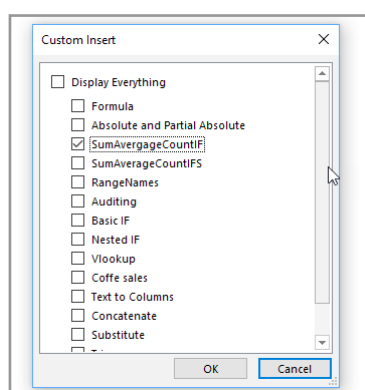 Custom Insert
Display Everything
Formula
Absolute and Partial Absolute
SumAvergageCountIF
SumAverageCountIFS
RangeNames
Auditing
Basic IF
Nested IF
Vlookup
Coffe sales
Text to Columns
Concatenate
Substitute
OK Cancel